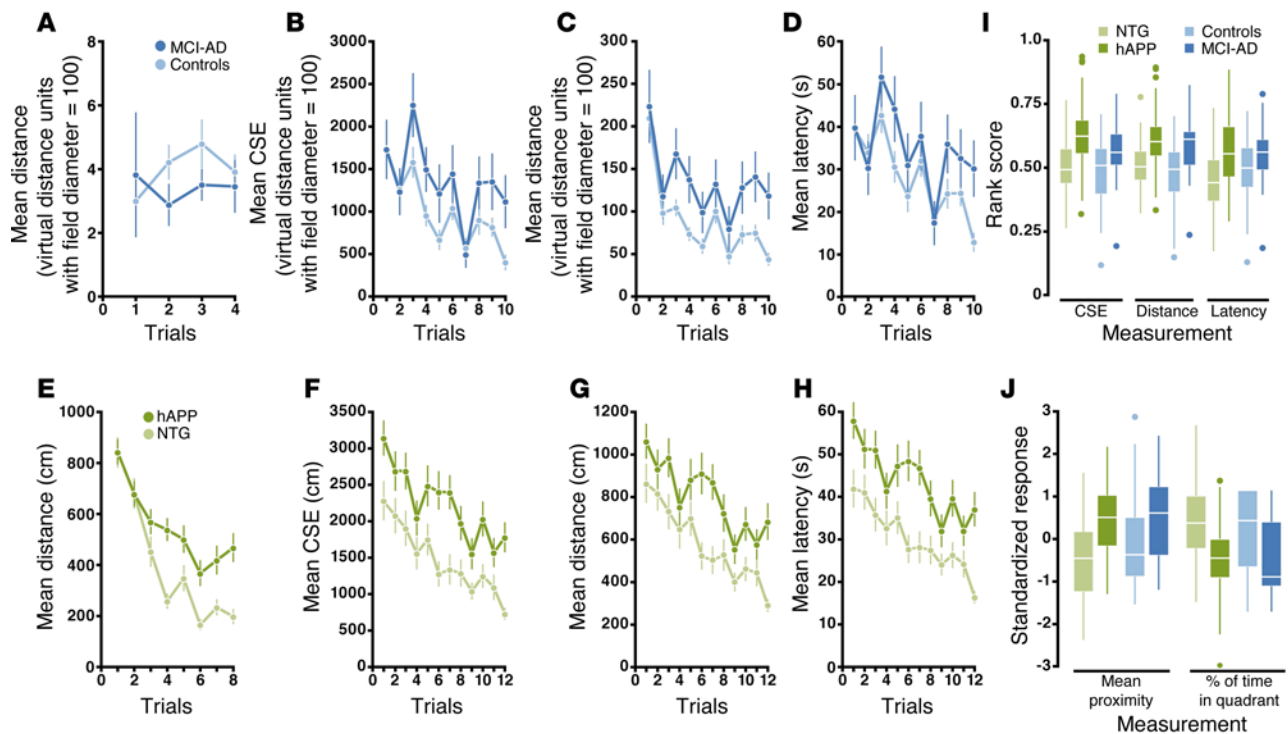 A
MCI-AD
Controls
Mean distance
(virtual distance units
with field diameter = 100)
8
6
4
2
0
0 1 2 3 4
Trials
B
Mean CSE
(virtual distance units
with field diameter = 100)
3000
2500
2000
1500
1000
500
0
0 2 4 6 8 10
Trials
C
Mean distance
(virtual distance units
with field diameter = 100)
300
250
200
150
100
50
0
0 2 4 6 8 10
Trials
D
Mean latency (s)
60
50
40
30
20
10
0
0 2 4 6 8 10
Trials
I
NTG
hAPP
Controls
MCI-AD
Rank score
1.0
0.75
0.50
0.25
0
CSE Distance Latency
Measurement
E
hAPP
NTG
Mean distance (cm)
1000
800
600
400
200
0
0 2 4 6 8
Trials
F
Mean CSE (cm)
3500
3000
2500
2000
1500
1000
500
0
0 2 4 6 8 10 12
Trials
G
Mean distance (cm)
1200
1000
800
600
400
200
0
0 2 4 6 8 10 12
Trials
H
Mean latency (s)
60
50
40
30
20
10
0
0 2 4 6 8 10 12
Trials
J
Standardized response
3
2
1
0
-1
-2
-3
Mean
proximity
% of time
in quadrant
Measurement